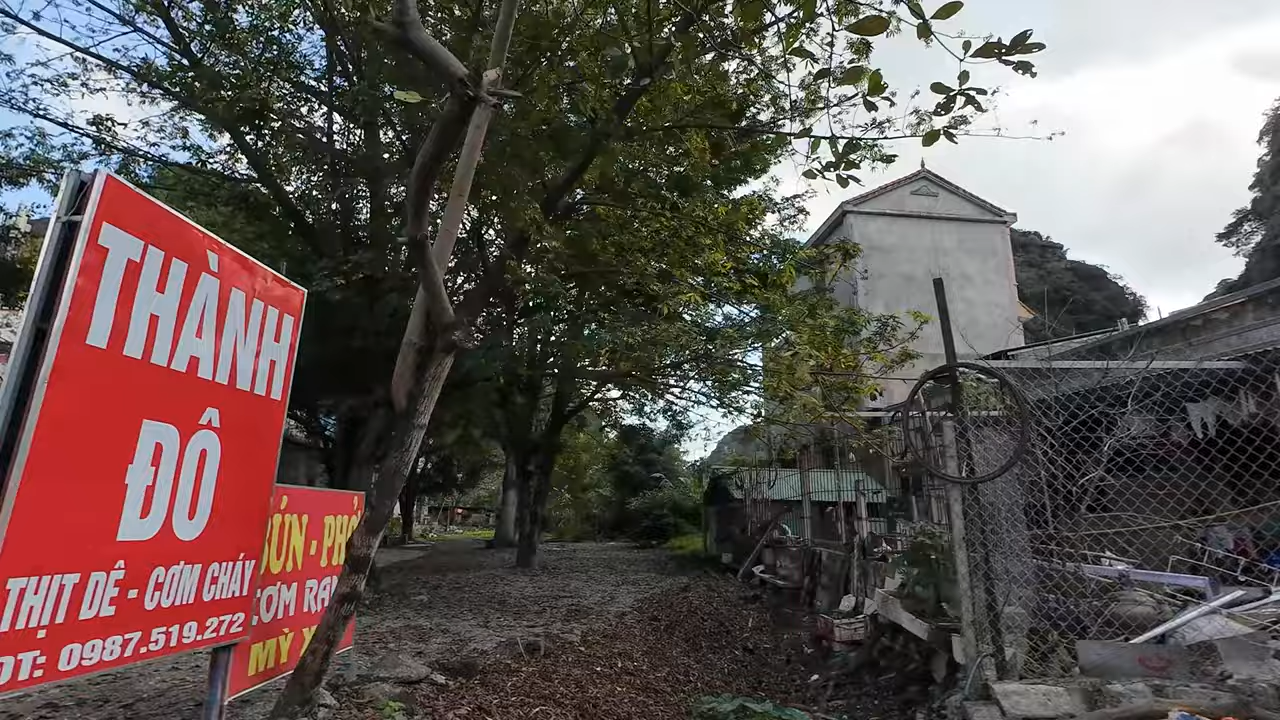 THÀNH
ĐÔ
THỊT DÊ - CƠM CHÁY
ĐT: 0987.519.272
BÚN - PHỞ
CƠM RA
MỲ X